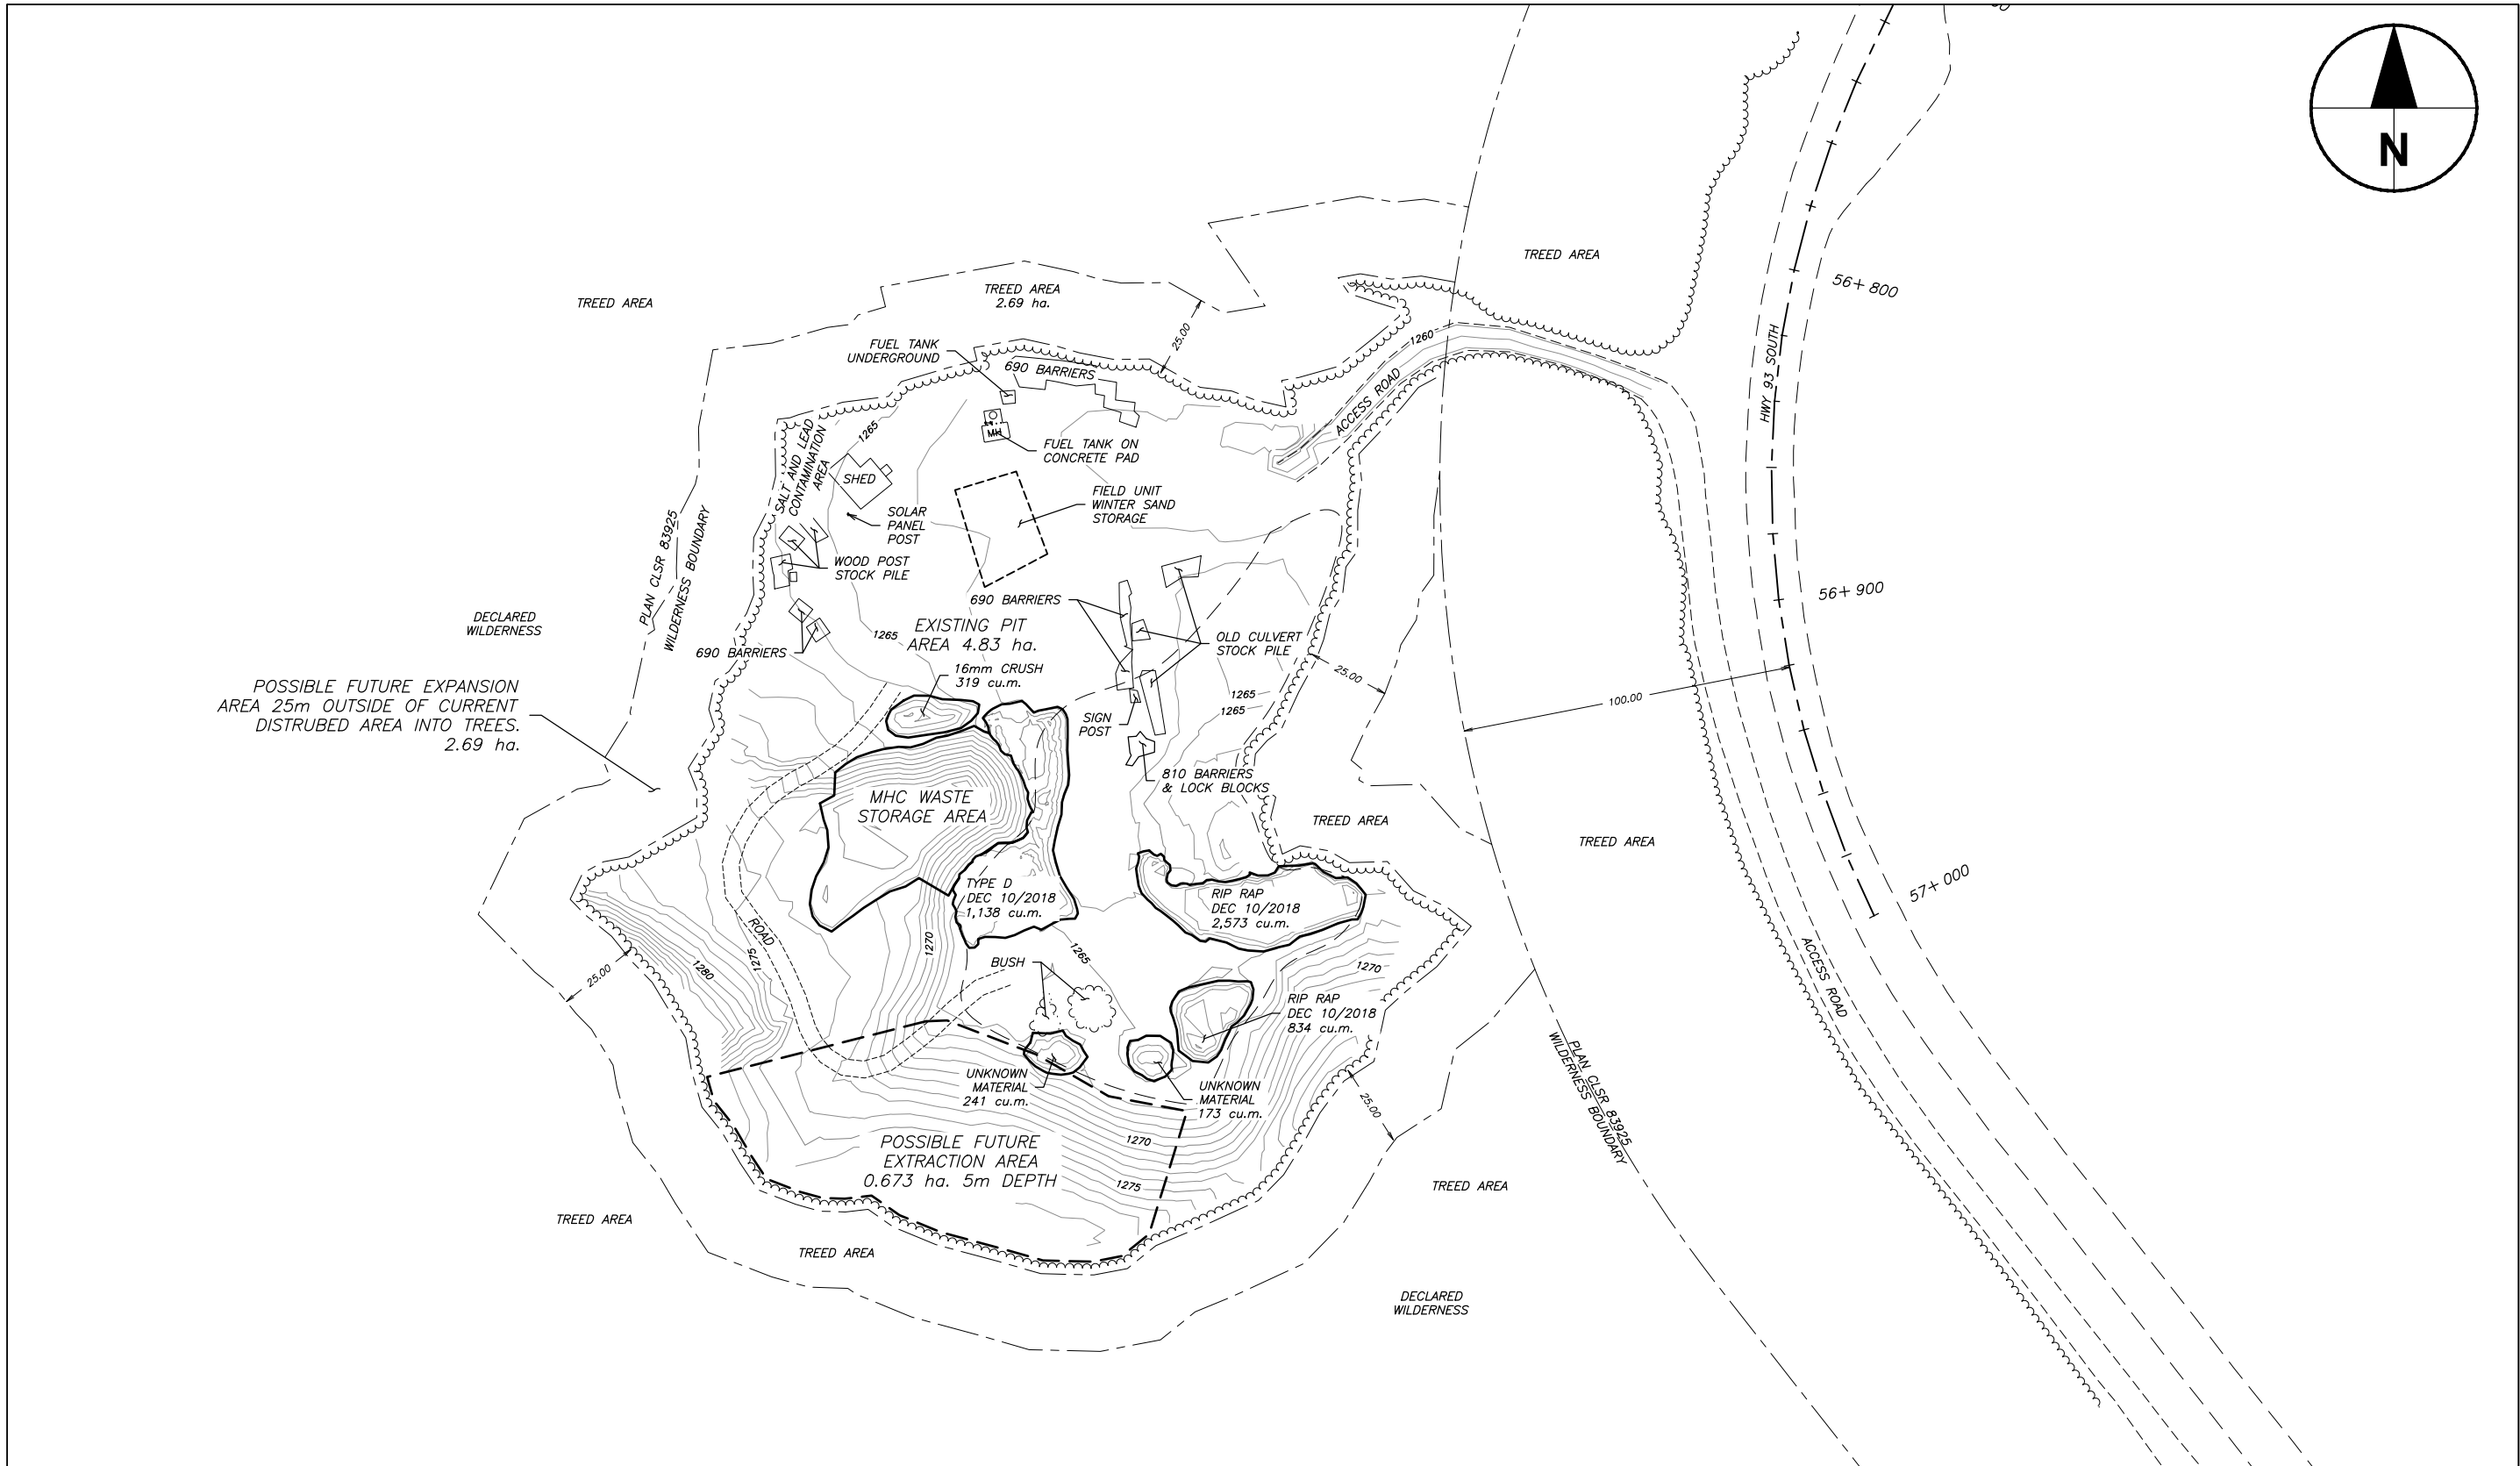 N
TREED AREA
TREED AREA
TREED AREA
2.69 ha.
56+800
25.00
1260
HWY 93 SOUTH
FUEL TANK
UNDERGROUND
690 BARRIERS
ACCESS ROAD
SALT AND LEAD
CONTAMINATION
AREA
1265
MH
FUEL TANK ON
CONCRETE PAD
SHED
FIELD UNIT
WINTER SAND
STORAGE
SOLAR
PANEL
POST
WOOD POST
STOCK PILE
PLAN CLSR 83925
WILDERNESS BOUNDARY
DECLARED
WILDERNESS
690 BARRIERS
56+900
EXISTING PIT
AREA 4.83 ha.
1265
OLD CULVERT
STOCK PILE
690 BARRIERS
25.00
16mm CRUSH
319 cu.m.
POSSIBLE FUTURE EXPANSION
AREA 25m OUTSIDE OF CURRENT
DISTRUBED AREA INTO TREES.
2.69 ha.
1265
1265
100.00
SIGN
POST
810 BARRIERS
& LOCK BLOCKS
MHC WASTE
STORAGE AREA
TREED AREA
TREED AREA
TYPE D
DEC 10/2018
1,138 cu.m.
RIP RAP
DEC 10/2018
2,573 cu.m.
57+000
ROAD
1275
1270
1265
1280
25.00
BUSH
1270
ACCESS ROAD
RIP RAP
DEC 10/2018
834 cu.m.
UNKNOWN
MATERIAL
241 cu.m.
UNKNOWN
MATERIAL
173 cu.m.
25.00
PLAN CLSR 83925
WILDERNESS BOUNDARY
1270
POSSIBLE FUTURE
EXTRACTION AREA
0.673 ha. 5m DEPTH
1275
TREED AREA
TREED AREA
TREED AREA
DECLARED
WILDERNESS